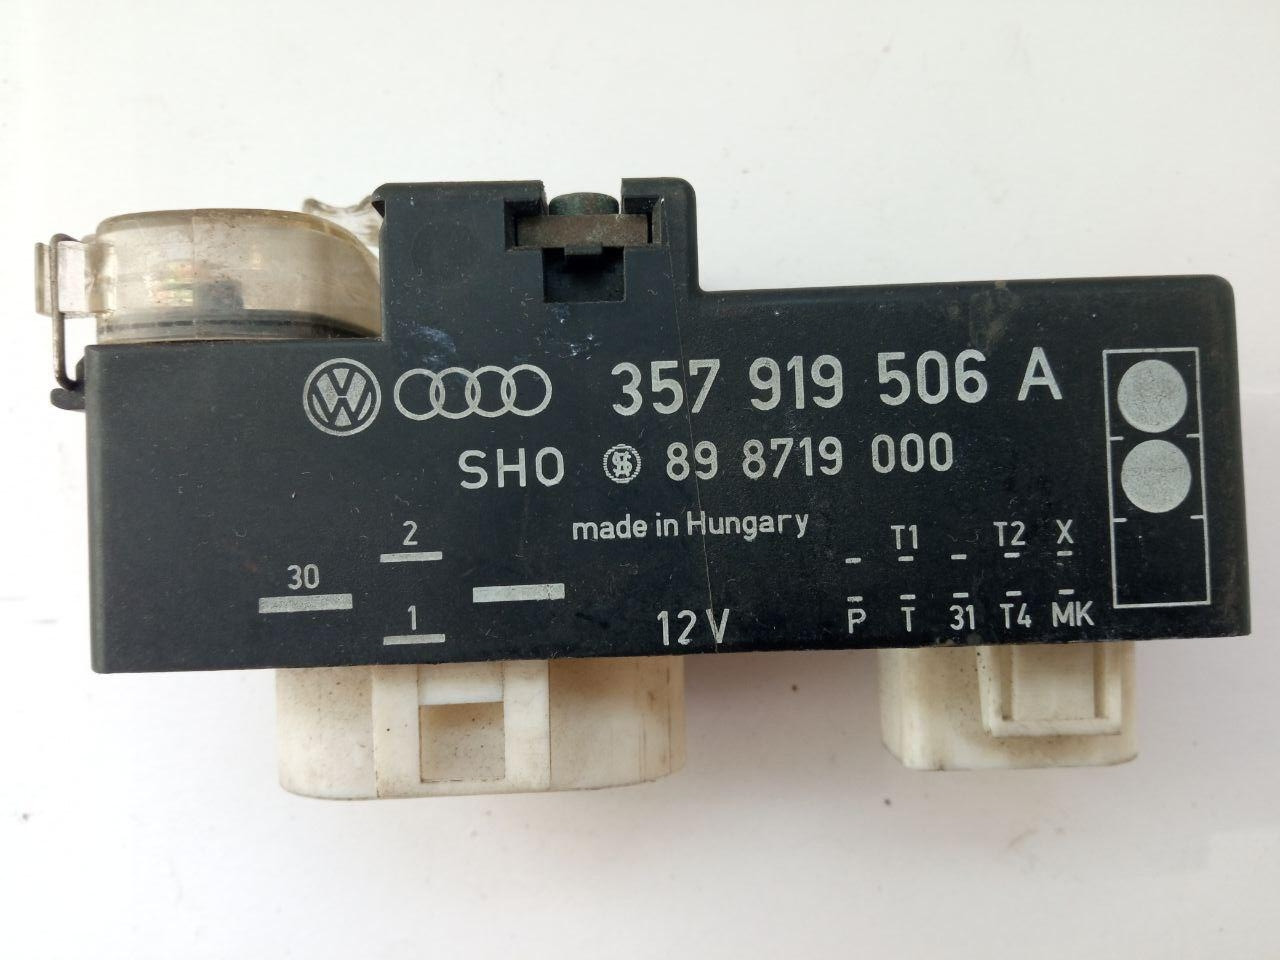 357 919 506 A
SHO 89 8719 000
made in Hungary
2
30
1
12V
T1 T2 X
P T 31 T4 MK